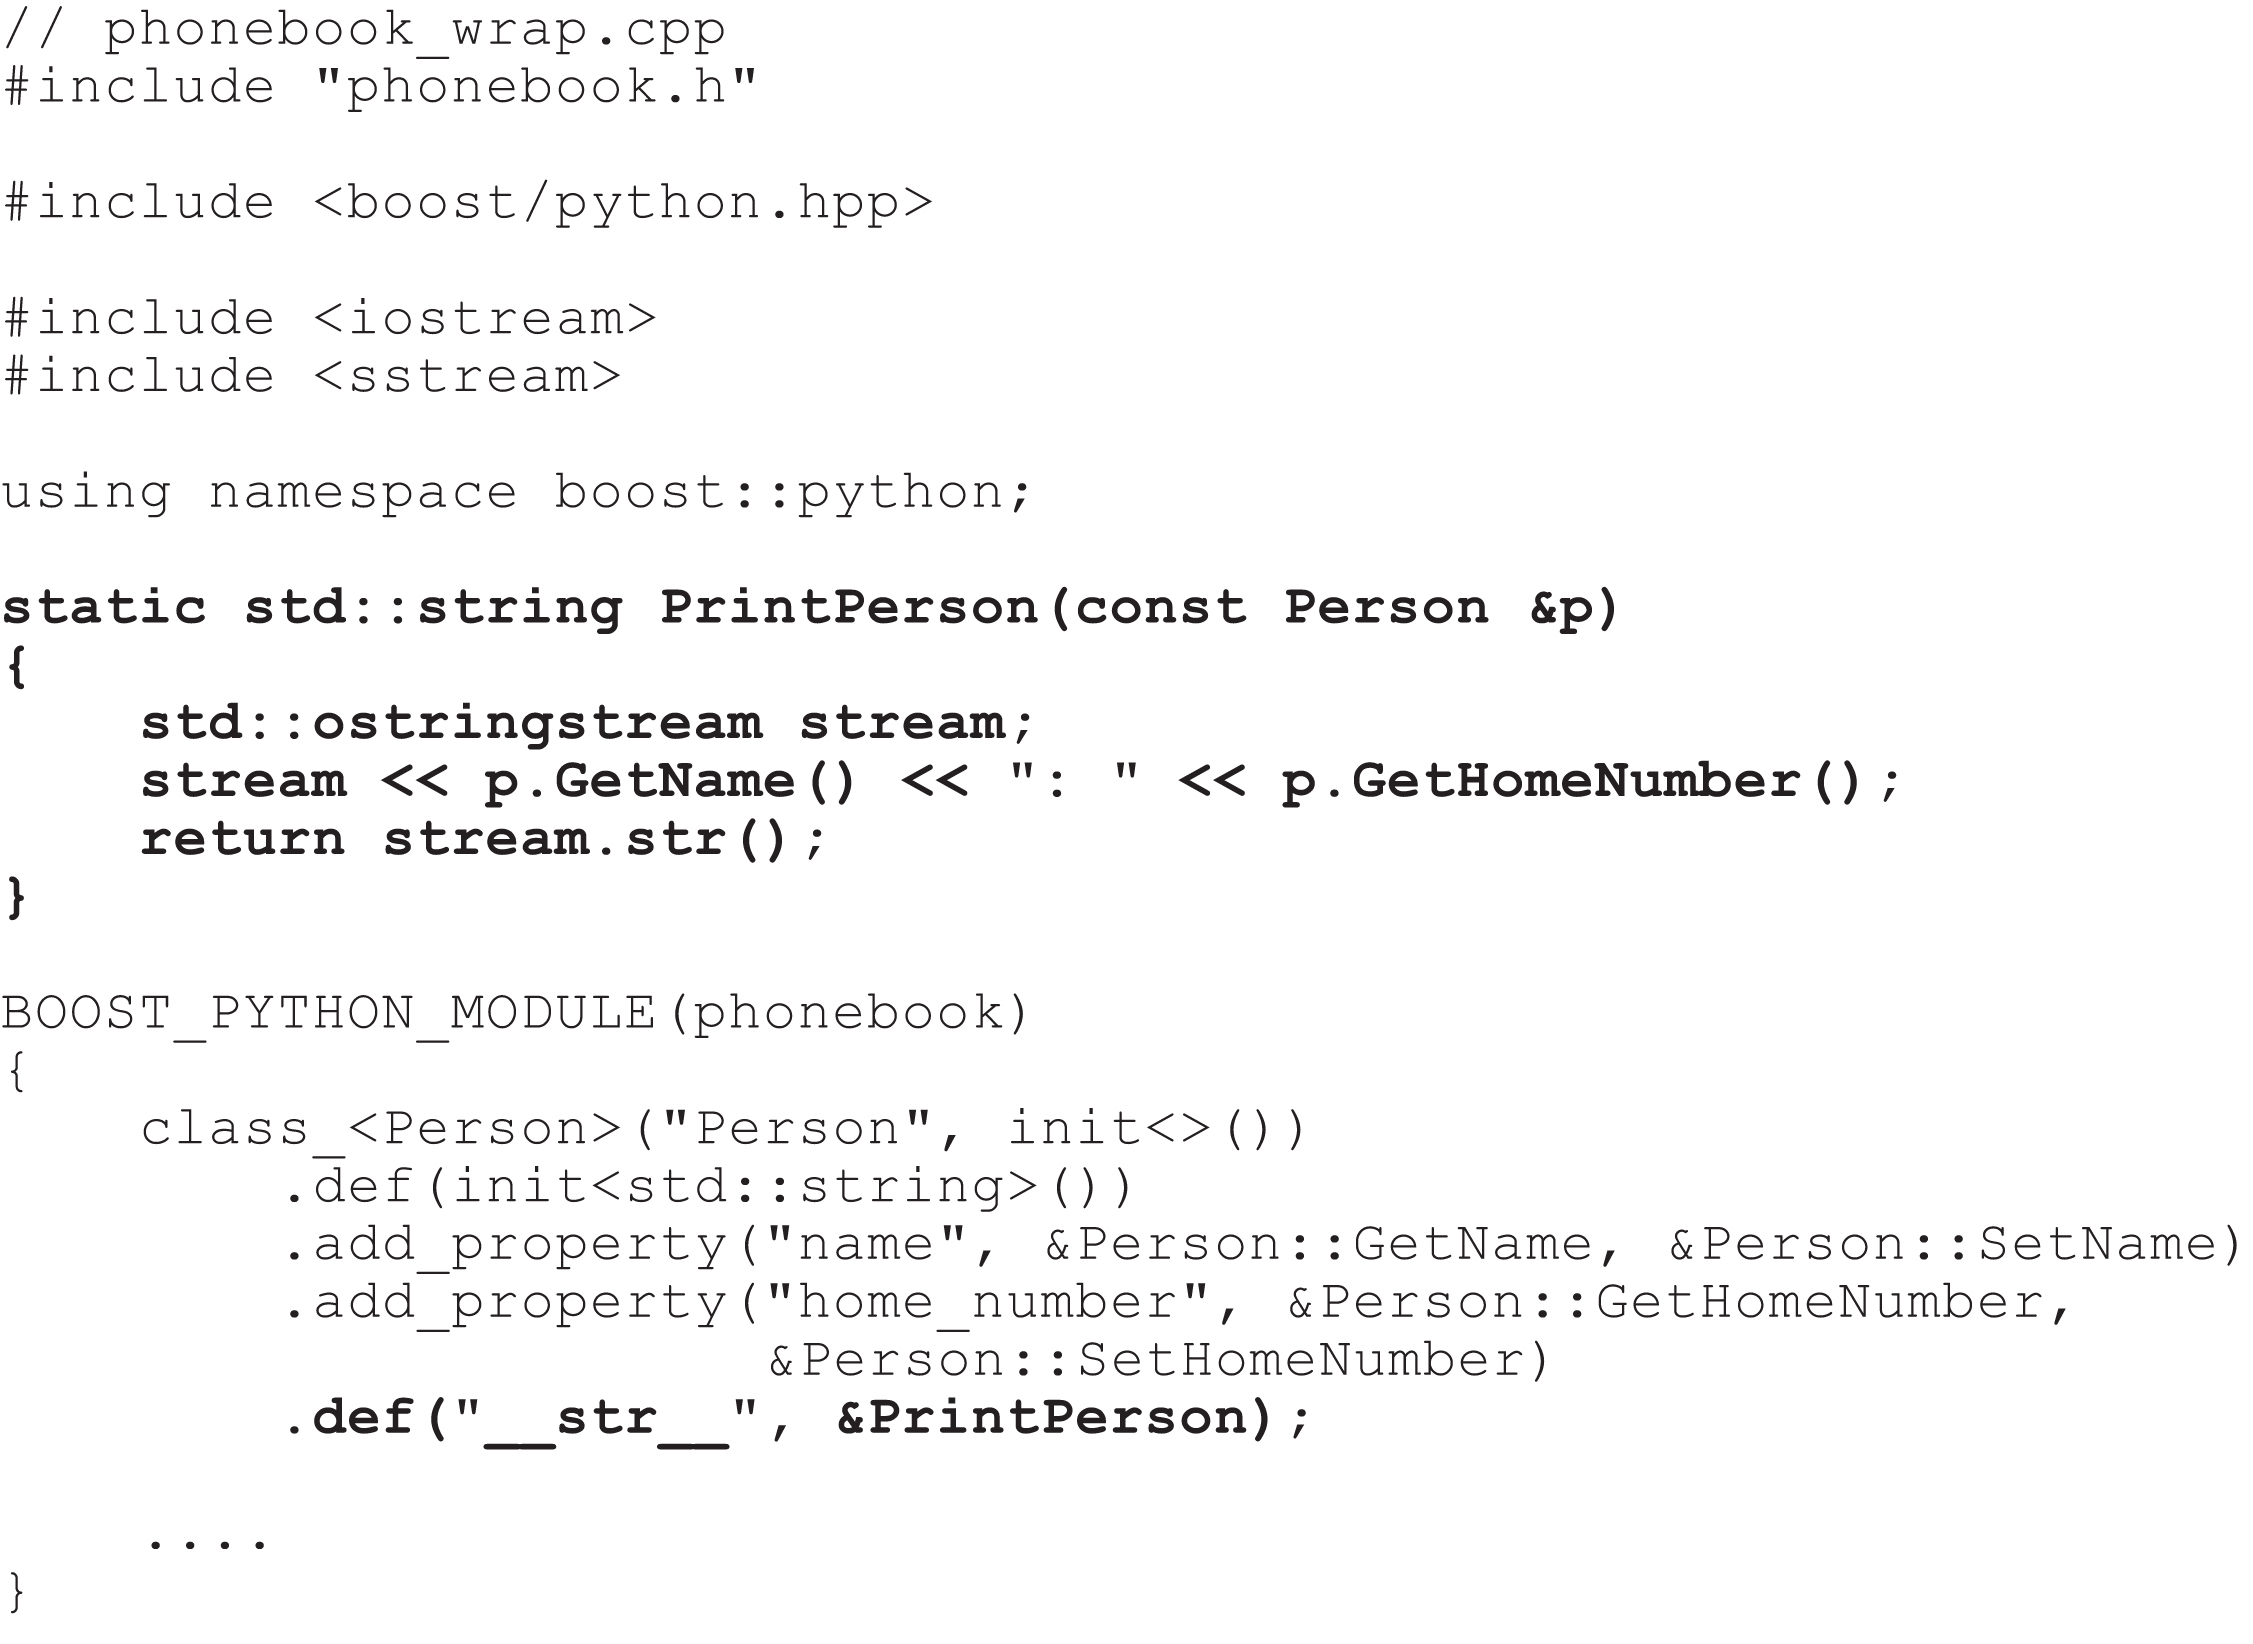 // phonebook_wrap.cpp
#include "phonebook.h"

#include <boost/python.hpp>

#include <iostream>
#include <sstream>

using namespace boost::python;

static std::string PrintPerson(const Person &p)
{
    std::ostringstream stream;
    stream << p.GetName() << ": " << p.GetHomeNumber();
    return stream.str();
}

BOOST_PYTHON_MODULE(phonebook)
{
    class_<Person>("Person", init<>())
        .def(init<std::string>())
        .add_property("name", &Person::GetName, &Person::SetName)
        .add_property("home_number", &Person::GetHomeNumber,
                      &Person::SetHomeNumber)
        .def("__str__", &PrintPerson);

    ....
}